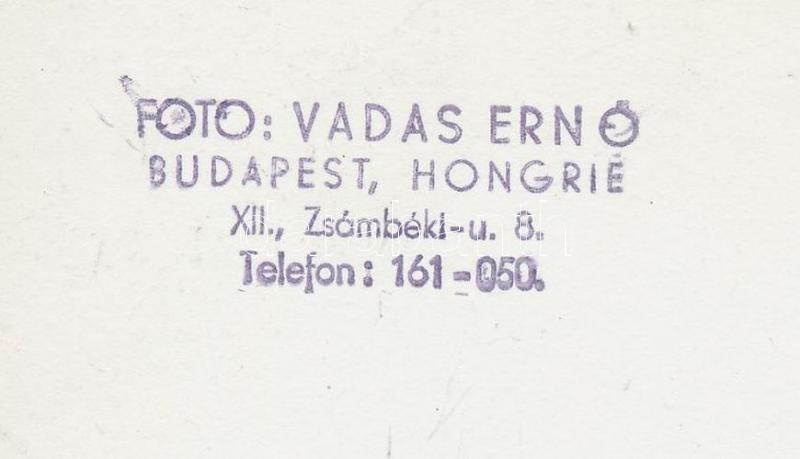 FOTO: VADAS ERNŐ
BUDAPEST, HONGRIE
XII., Zsámbéki-u. 8.
Telefon: 161-050.